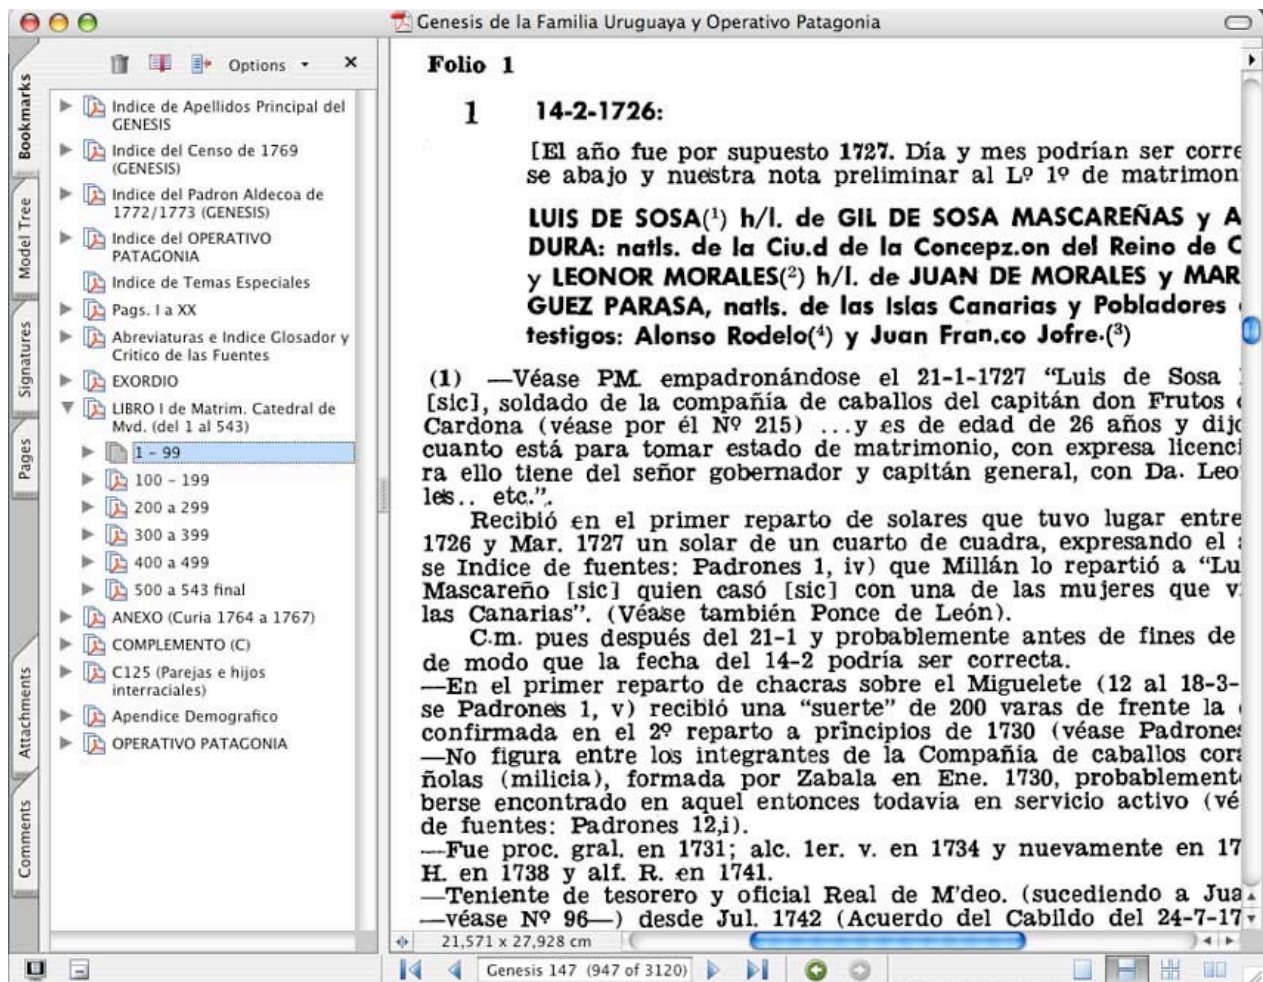 Genesis de la Familia Uruguaya y Operativo Patagonia
Options
Bookmarks
Model Tree
Signatures
Pages
Attachments
Comments
Indice de Apellidos Principal del
GENESIS
Indice del Censo de 1769
(GENESIS)
Indice del Padron Aldecoa de
1772/1773 (GENESIS)
Indice del OPERATIVO
PATAGONIA
Indice de Temas Especiales
Pags. I a XX
Abreviaturas e Indice Glosador y
Critico de las Fuentes
EXORDIO
LIBRO I de Matrim. Catedral de
Mvd. (del 1 al 543)
1 - 99
100 - 199
200 a 299
300 a 399
400 a 499
500 a 543 final
ANEXO (Curia 1764 a 1767)
COMPLEMENTO (C)
C125 (Parejas e hijos
interraciales)
Apendice Demografico
OPERATIVO PATAGONIA
Folio 1
1 14-2-1726:
[El año fue por supuesto 1727. Día y mes podrían ser corre
se abajo y nuestra nota preliminar al Lº 1º de matrimon
LUIS DE SOSA(1) h/l. de GIL DE SOSA MASCAREÑAS y A
DURA: natls. de la Ciu.d de la Concepz.on del Reino de C
y LEONOR MORALES(2) h/l. de JUAN DE MORALES y MAR
GUEZ PARASA, natls. de las Islas Canarias y Pobladores
testigos: Alonso Rodelo(4) y Juan Fran.co Jofre.(3)
(1) —Véase PM. empadronándose el 21-1-1727 “Luis de Sosa
[sic], soldado de la compañía de caballos del capitán don Frutos
Cardona (véase por él Nº 215) ...y es de edad de 26 años y dijo
cuanto está para tomar estado de matrimonio, con expresa licenci
ra ello tiene del señor gobernador y capitán general, con Da. Leo
les.. etc.”.
Recibió en el primer reparto de solares que tuvo lugar entre
1726 y Mar. 1727 un solar de un cuarto de cuadra, expresando el
se Indice de fuentes: Padrones 1, iv) que Millán lo repartió a “Lu
Mascareño [sic] quien casó [sic] con una de las mujeres que v
las Canarias”. (Véase también Ponce de León).
C.m. pues después del 21-1 y probablemente antes de fines de
de modo que la fecha del 14-2 podría ser correcta.
—En el primer reparto de chacras sobre el Miguelete (12 al 18-3-
se Padrones 1, v) recibió una “suerte” de 200 varas de frente la
confirmada en el 2º reparto a principios de 1730 (véase Padrones
—No figura entre los integrantes de la Compañía de caballos cora
ñolas (milicia), formada por Zabala en Ene. 1730, probablemente
berse encontrado en aquel entonces todavía en servicio activo (vé
de fuentes: Padrones 12,i).
—Fue proc. gral. en 1731; alc. 1er. v. en 1734 y nuevamente en 17
H. en 1738 y alf. R. en 1741.
—Teniente de tesorero y oficial Real de M'deo. (sucediendo a Jua
—véase Nº 96—) desde Jul. 1742 (Acuerdo del Cabildo del 24-7-17
21,571 x 27,928 cm
Genesis 147 (947 of 3120)